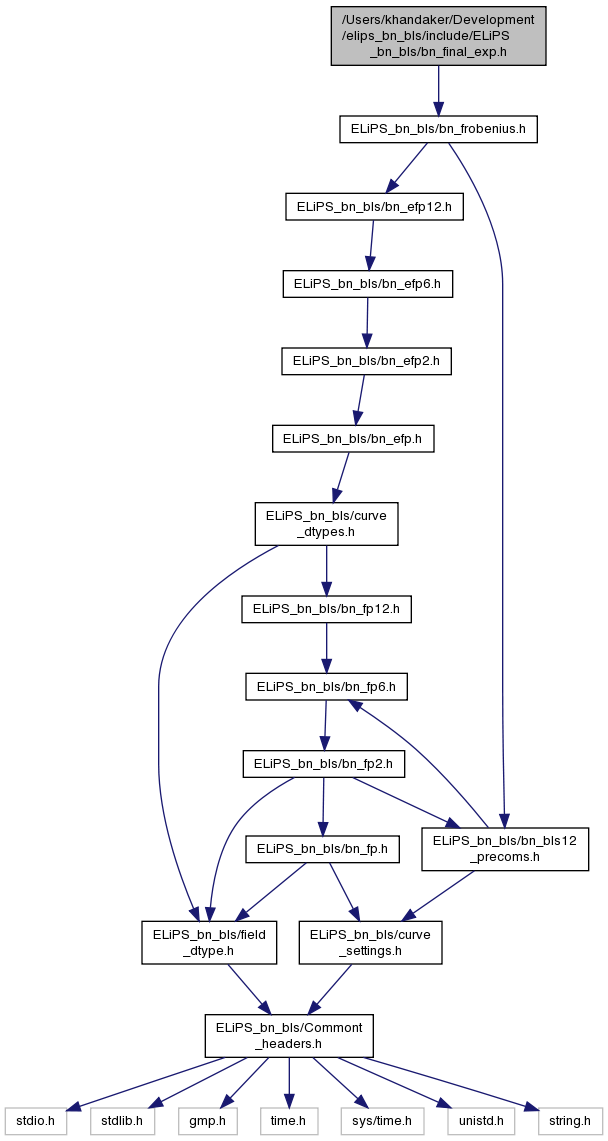 /Users/khandaker/Development
/elips_bn_bls/include/ELiPS
_bn_bls/bn_final_exp.h
ELiPS_bn_bls/bn_frobenius.h
ELiPS_bn_bls/bn_efp12.h
ELiPS_bn_bls/bn_efp6.h
ELiPS_bn_bls/bn_efp2.h
ELiPS_bn_bls/bn_efp.h
ELiPS_bn_bls/curve
_dtypes.h
ELiPS_bn_bls/bn_fp12.h
ELiPS_bn_bls/bn_fp6.h
ELiPS_bn_bls/bn_fp2.h
ELiPS_bn_bls/bn_fp.h
ELiPS_bn_bls/bn_bls12
_precoms.h
ELiPS_bn_bls/field
_dtype.h
ELiPS_bn_bls/curve
_settings.h
ELiPS_bn_bls/Commont
_headers.h
stdio.h
stdlib.h
gmp.h
time.h
sys/time.h
unistd.h
string.h